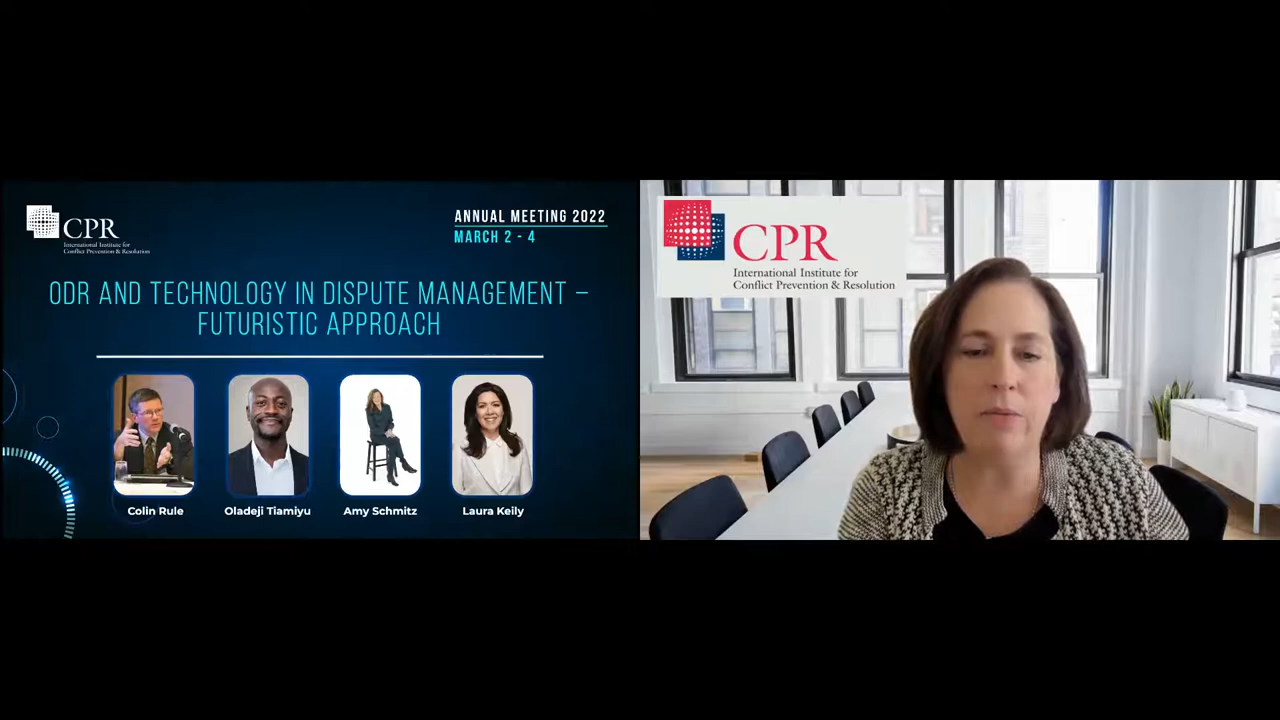 CPR
International Institute for
Conflict Prevention & Resolution
ANNUAL MEETING 2022
MARCH 2 - 4
ODR AND TECHNOLOGY IN DISPUTE MANAGEMENT –
FUTURISTIC APPROACH
Colin Rule
Oladeji Tiamiyu
Amy Schmitz
Laura Keily
CPR
International Institute for
Conflict Prevention & Resolution